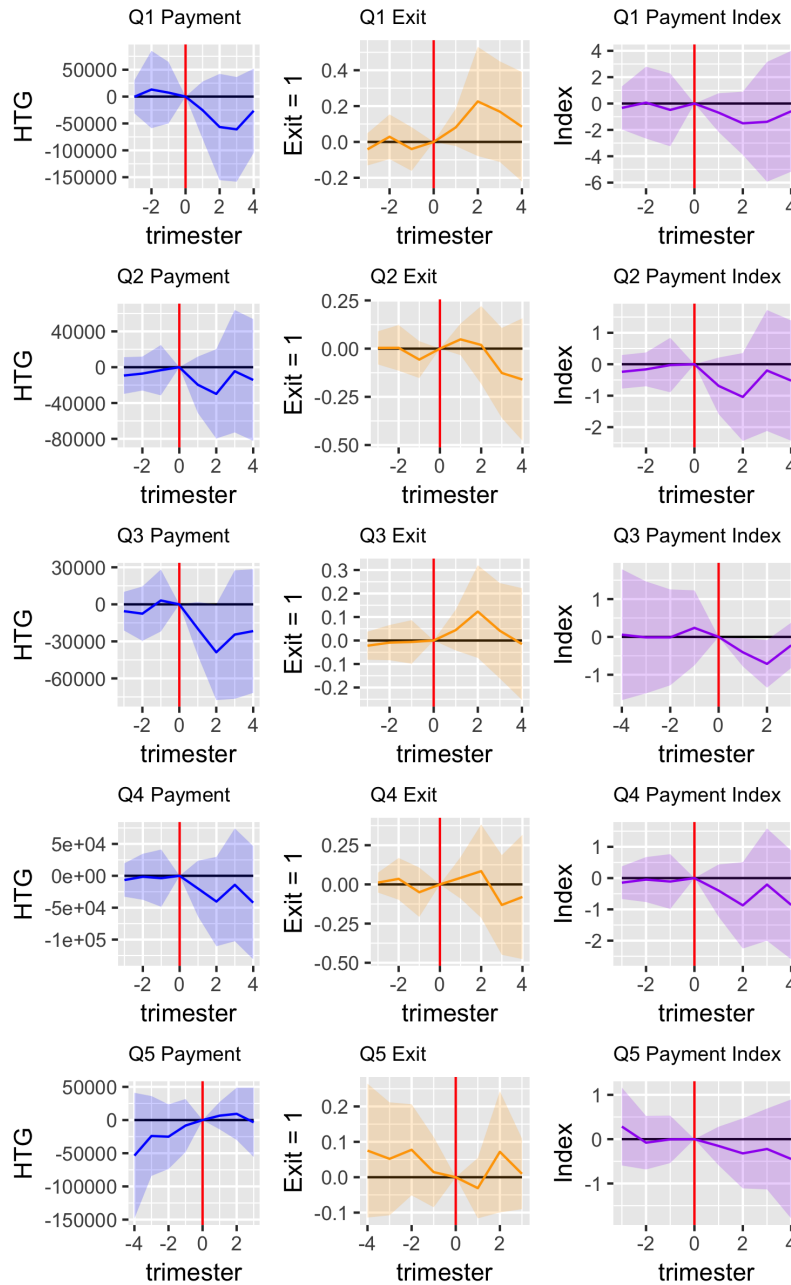 Q1 Payment
HTG
50000
0
-50000
-100000
-150000
-2 0 2 4
trimester
Q1 Exit
Exit = 1
0.4
0.2
0.0
-0.2
-2 0 2 4
trimester
Q1 Payment Index
Index
4
2
0
-2
-4
-6
-2 0 2 4
trimester
Q2 Payment
HTG
40000
0
-40000
-80000
-2 0 2 4
trimester
Q2 Exit
Exit = 1
0.25
0.00
-0.25
-0.50
-2 0 2 4
trimester
Q2 Payment Index
Index
1
0
-1
-2
-2 0 2 4
trimester
Q3 Payment
HTG
30000
0
-30000
-60000
-2 0 2 4
trimester
Q3 Exit
Exit = 1
0.3
0.2
0.1
0.0
-0.1
-0.2
-2 0 2 4
trimester
Q3 Payment Index
Index
1
0
-1
-4 -2 0 2
trimester
Q4 Payment
HTG
5e+04
0e+00
-5e+04
-1e+05
-2 0 2 4
trimester
Q4 Exit
Exit = 1
0.25
0.00
-0.25
-0.50
-2 0 2 4
trimester
Q4 Payment Index
Index
1
0
-1
-2
-2 0 2 4
trimester
Q5 Payment
HTG
50000
0
-50000
-100000
-150000
-4 -2 0 2
trimester
Q5 Exit
Exit = 1
0.2
0.1
0.0
-0.1
-4 -2 0 2
trimester
Q5 Payment Index
Index
1
0
-1
-2 0 2 4
trimester